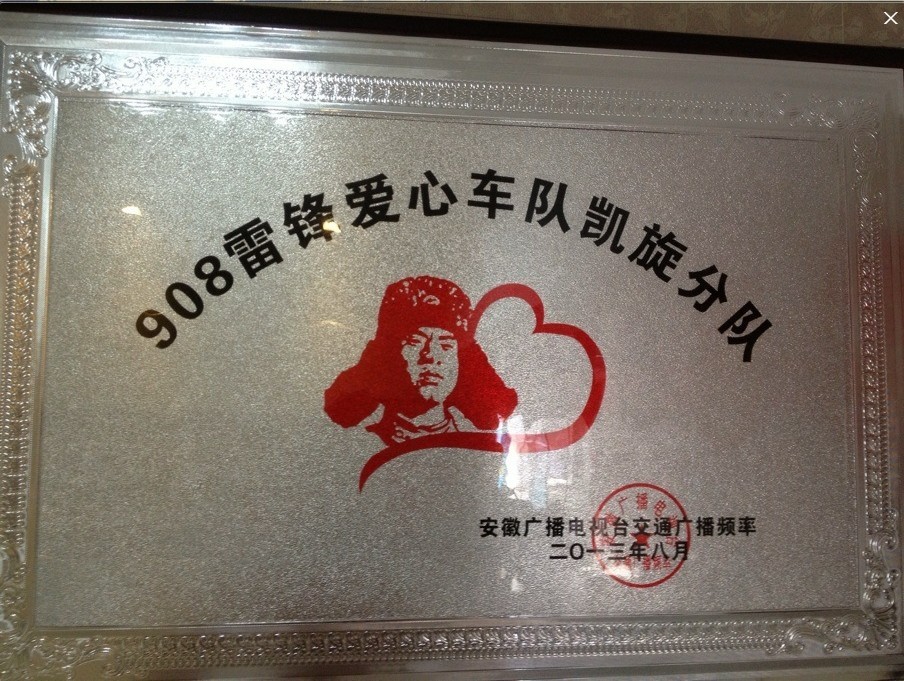 908雷锋爱心车队凯旋分队
安徽广播电视台交通广播频率
二〇一三年八月